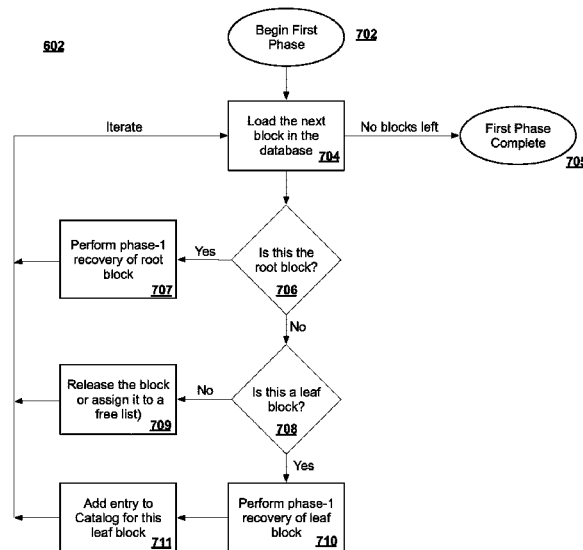 602
Begin First
Phase
702
Iterate
Load the next
block in the
database
704
No blocks left
First Phase
Complete
705
Perform phase-1
recovery of root
block
707
Yes
Is this the
root block?
706
No
Release the block
or assign it to a
free list)
709
No
Is this a leaf
block?
708
Yes
Add entry to
Catalog for this
leaf block
711
Perform phase-1
recovery of leaf
block
710